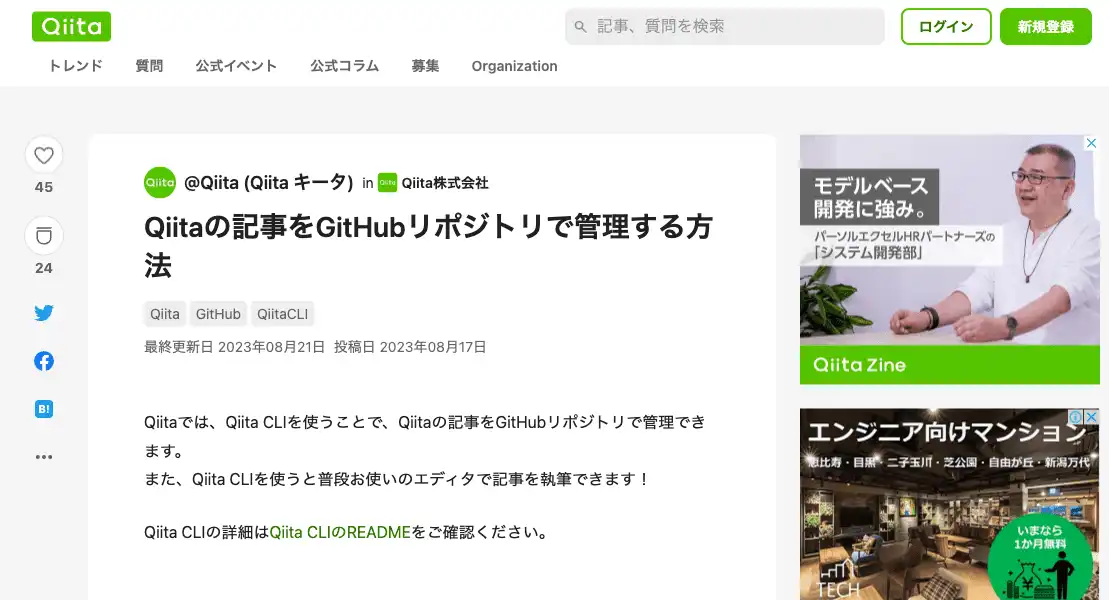 Qiita
記事、質問を検索
ログイン
新規登録
トレンド
質問
公式イベント
公式コラム
募集
Organization
45
24
B!
Qiita
@Qiita (Qiita キータ)
in
Qiita
Qiita株式会社
Qiitaの記事をGitHubリポジトリで管理する方
法
Qiita
GitHub
QiitaCLI
最終更新日 2023年08月21日 投稿日 2023年08月17日
Qiitaでは、Qiita CLIを使うことで、Qiitaの記事をGitHubリポジトリで管理でき
ます。
また、Qiita CLIを使うと普段お使いのエディタで記事を執筆できます！
Qiita CLIの詳細はQiita CLIのREADMEをご確認ください。
モデルベース
開発に強み。
パーソルエクセルHRパートナーズの
「システム開発部」
Qiita Zine
エンジニア向けマンション
恵比寿・目黒・二子玉川・芝公園・自由が丘・新潟万代
いまなら
1か月無料
¥
TECH